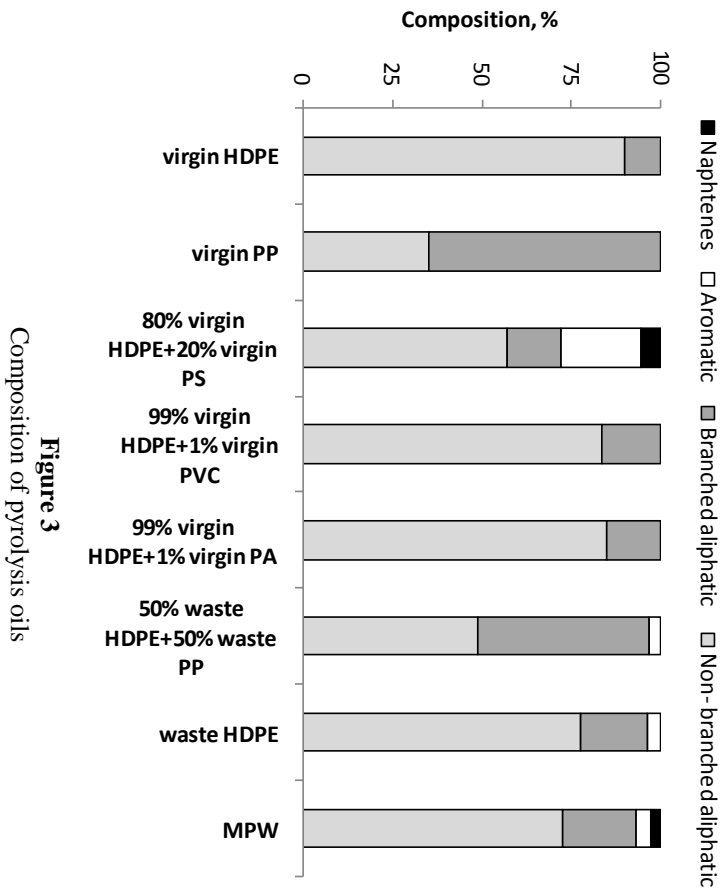 Naphtenes
Aromatic
Branched aliphatic
Non-branched aliphatic
Composition, %
0
25
50
75
100
virgin HDPE
virgin PP
80% virgin
HDPE+20% virgin
PS
99% virgin
HDPE+1% virgin
PVC
99% virgin
HDPE+1% virgin PA
50% waste
HDPE+50% waste
PP
waste HDPE
MPW
Figure 3
Composition of pyrolysis oils